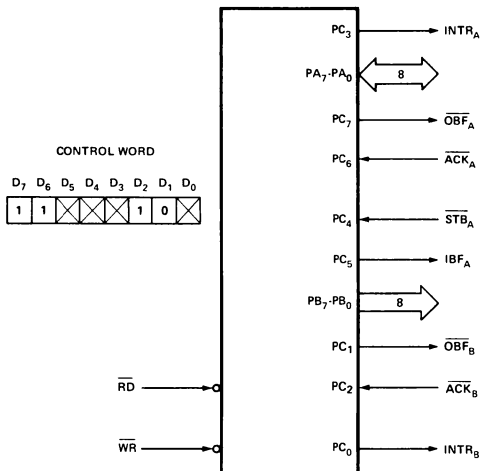 PC3
INTRA
PA7-PA0
8
PC7
OBFA
CONTROL WORD
PC6
ACKA
D7 D6 D5 D4 D3 D2 D1 D0
1 1 1 0
PC4
STBA
PC5
IBFA
PB7-PB0
8
PC1
OBFB
RD
PC2
ACKB
WR
PC0
INTRB